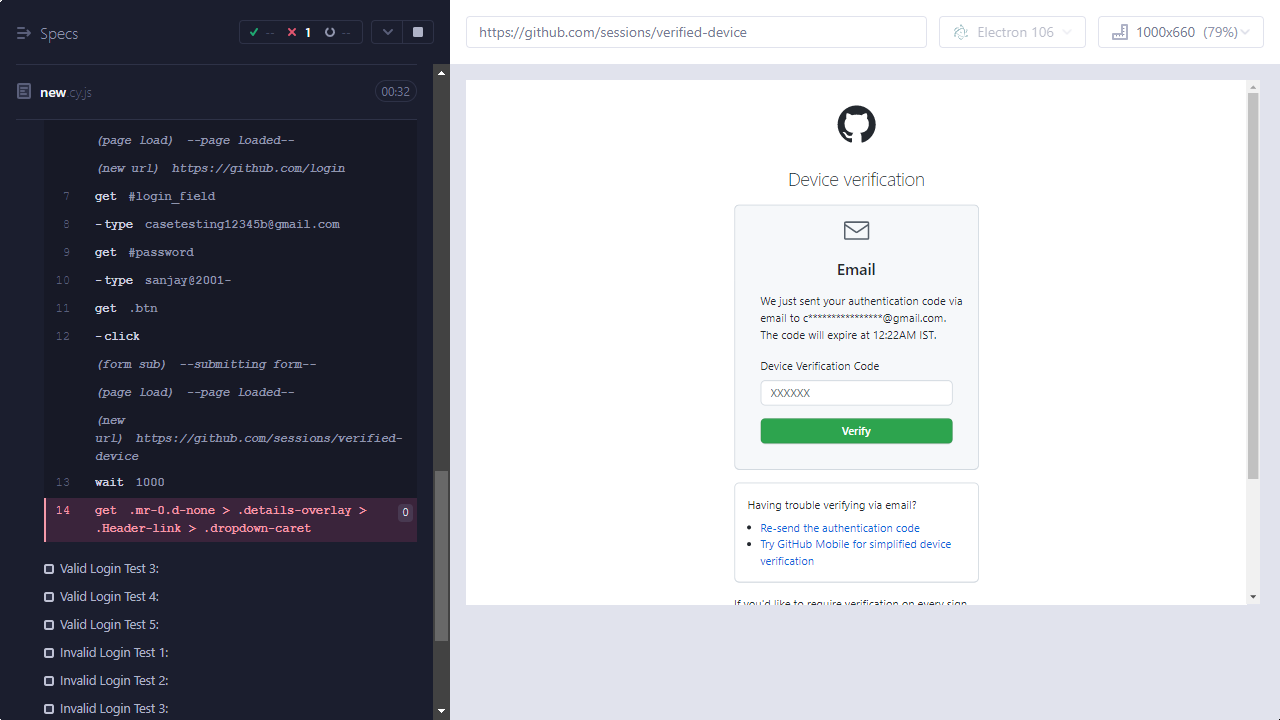 Specs
-- 1 --
new.cy.js
00:32
(page load) --page loaded--
(new url) https://github.com/login
7 get #login_field
8 -type casetesting12345b@gmail.com
9 get #password
10 -type sanjay@2001-
11 get .btn
12 -click
(form sub) --submitting form--
(page load) --page loaded--
(new
url) https://github.com/sessions/verified-
device
13 wait 1000
14 get .mr-0.d-none > .details-overlay >
.Header-link > .dropdown-caret
0
Valid Login Test 3:
Valid Login Test 4:
Valid Login Test 5:
Invalid Login Test 1:
Invalid Login Test 2:
Invalid Login Test 3:
https://github.com/sessions/verified-device
Electron 106
1000x660 (79%)
Device verification
Email
We just sent your authentication code via
email to c****************@gmail.com.
The code will expire at 12:22AM IST.
Device Verification Code
XXXXXX
Verify
Having trouble verifying via email?
Re-send the authentication code
Try GitHub Mobile for simplified device
verification
If you'd like to require verification on every sign